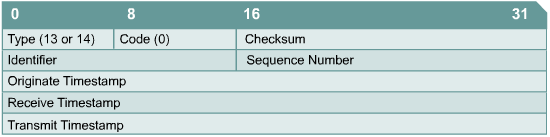 0 8 16 31
Type (13 or 14) Code (0) Checksum
Identifier Sequence Number
Originate Timestamp
Receive Timestamp
Transmit Timestamp